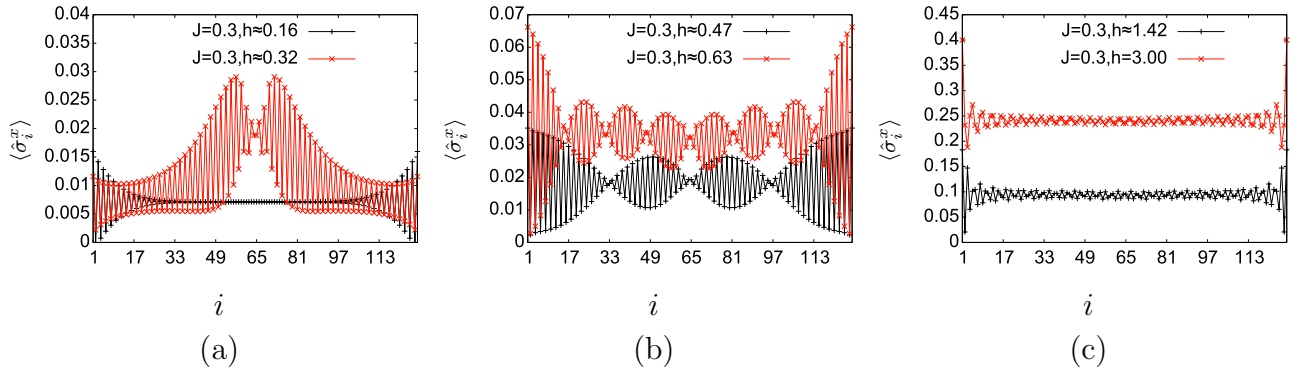 0.04
0.035
0.03
0.025
0.02
0.015
0.01
0.005
0
⟨σ̂ᵢˣ⟩
J=0.3,h≈0.16
J=0.3,h≈0.32
1 17 33 49 65 81 97 113
i
(a)
0.07
0.06
0.05
0.04
0.03
0.02
0.01
0
⟨σ̂ᵢˣ⟩
J=0.3,h≈0.47
J=0.3,h≈0.63
1 17 33 49 65 81 97 113
i
(b)
0.45
0.4
0.35
0.3
0.25
0.2
0.15
0.1
0.05
0
⟨σ̂ᵢˣ⟩
J=0.3,h≈1.42
J=0.3,h=3.00
1 17 33 49 65 81 97 113
i
(c)